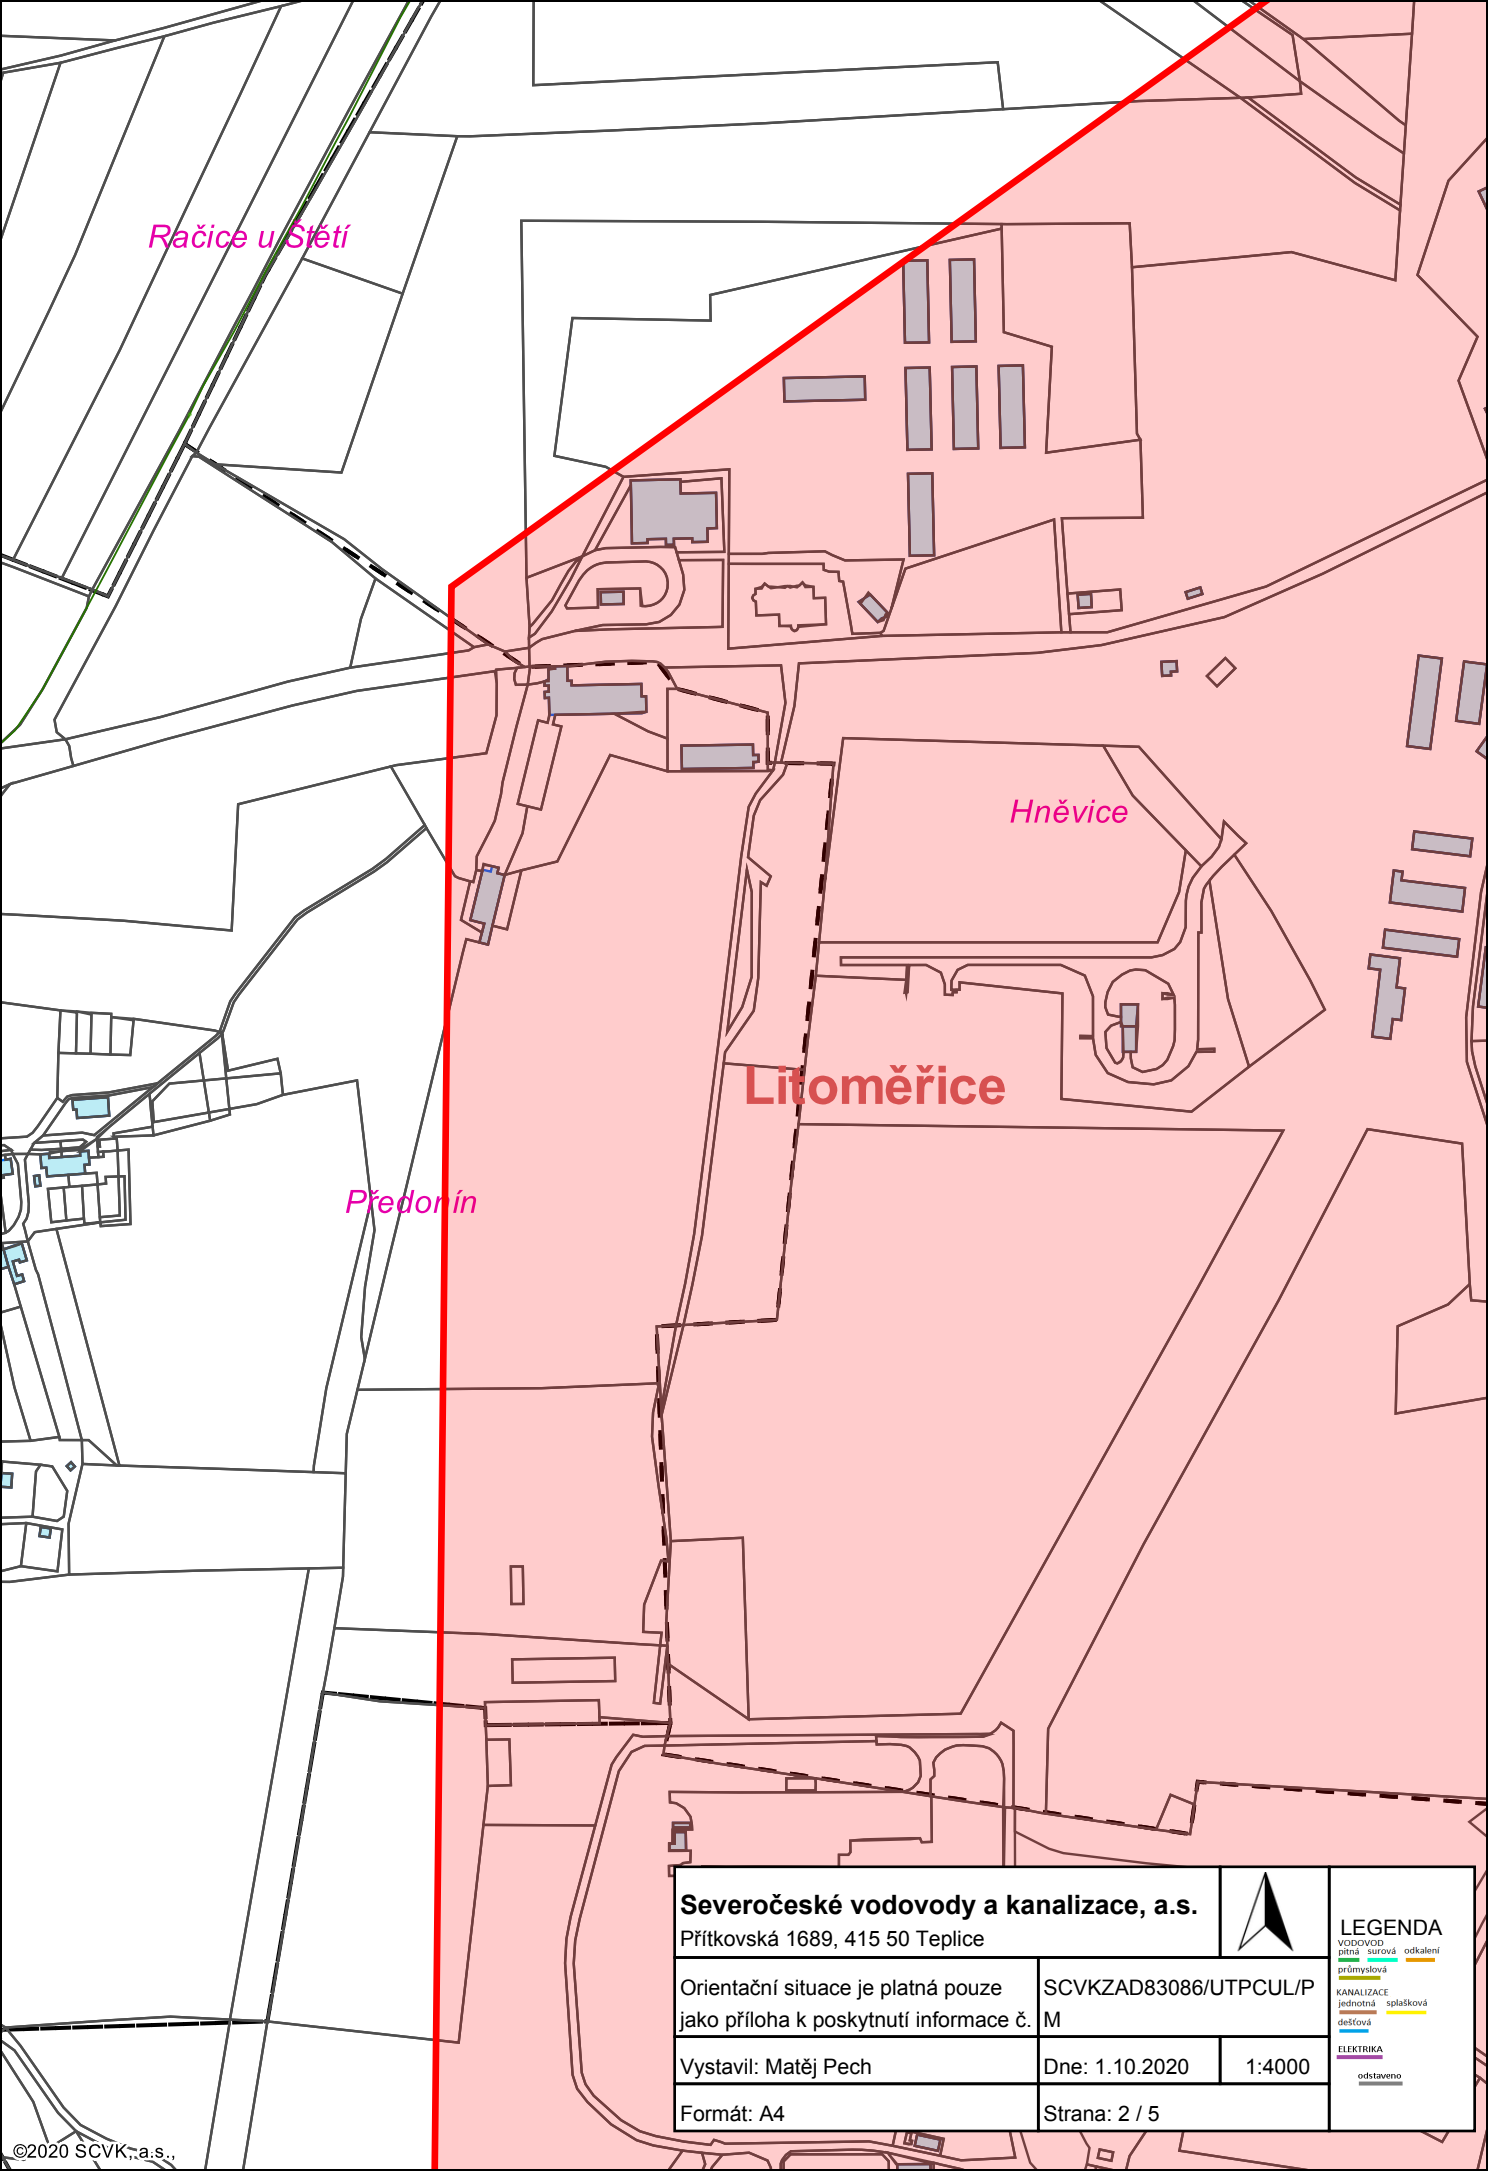 Račice u Štětí
Hněvice
Litoměřice
Předonín
Severočeské vodovody a kanalizace, a.s.
Přítkovská 1689, 415 50 Teplice
Orientační situace je platná pouze
jako příloha k poskytnutí informace č.
SCVKZAD83086/UTPCUL/P
M
Vystavil: Matěj Pech
Dne: 1.10.2020
1:4000
Formát: A4
Strana: 2 / 5
LEGENDA
VODOVOD
pitná surová odkalení
průmyslová
KANALIZACE
jednotná splašková
dešťová
ELEKTRIKA
odstaveno
©2020 SCVK, a.s.,